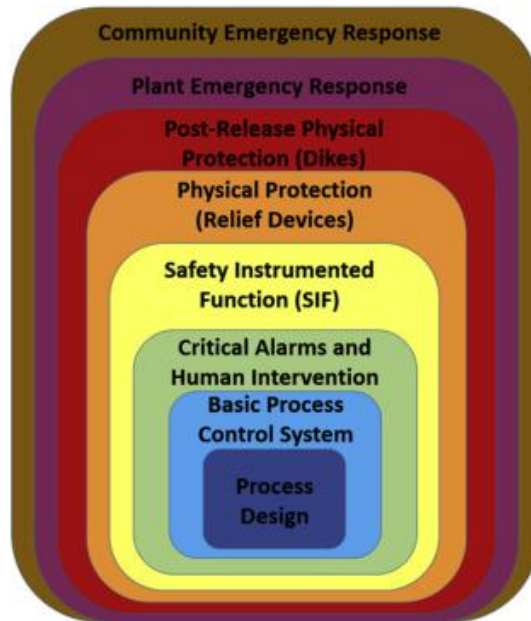 Community Emergency Response
Plant Emergency Response
Post-Release Physical
Protection (Dikes)
Physical Protection
(Relief Devices)
Safety Instrumented
Function (SIF)
Critical Alarms and
Human Intervention
Basic Process
Control System
Process
Design